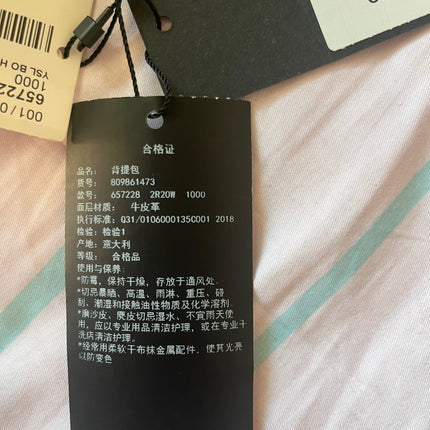 合格证
品名: 背提包
货号: 809861473
款号: 657228 2R20W 1000
面层材质: 牛皮革
执行标准: Q31/0106000135C001 2018
检验: 检验1
产地: 意大利
等级: 合格品
使用与保养:
*防霉,保持干燥,存放于通风处.
*切忌暴晒、高温、雨淋、重压、碰
刮、潮湿和接触油性物质及化学溶剂.
*磨沙皮、麂皮切忌湿水、不宜雨天使
用,应以专业用品清洁护理,或在专业干
洗店清洁护理.
*经常用柔软干布抹金属配件,使其光亮
以防变色
YSL BO H
1000
65722
001/0